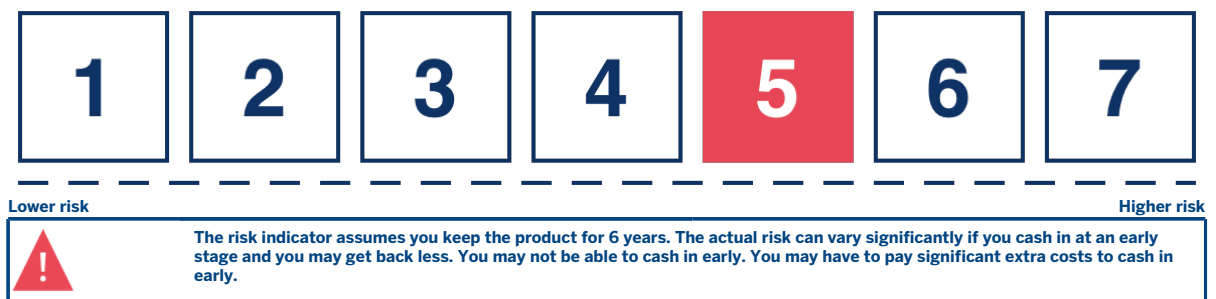 1 2 3 4 5 6 7
Lower risk Higher risk
!
The risk indicator assumes you keep the product for 6 years. The actual risk can vary significantly if you cash in at an early
stage and you may get back less. You may not be able to cash in early. You may have to pay significant extra costs to cash in
early.